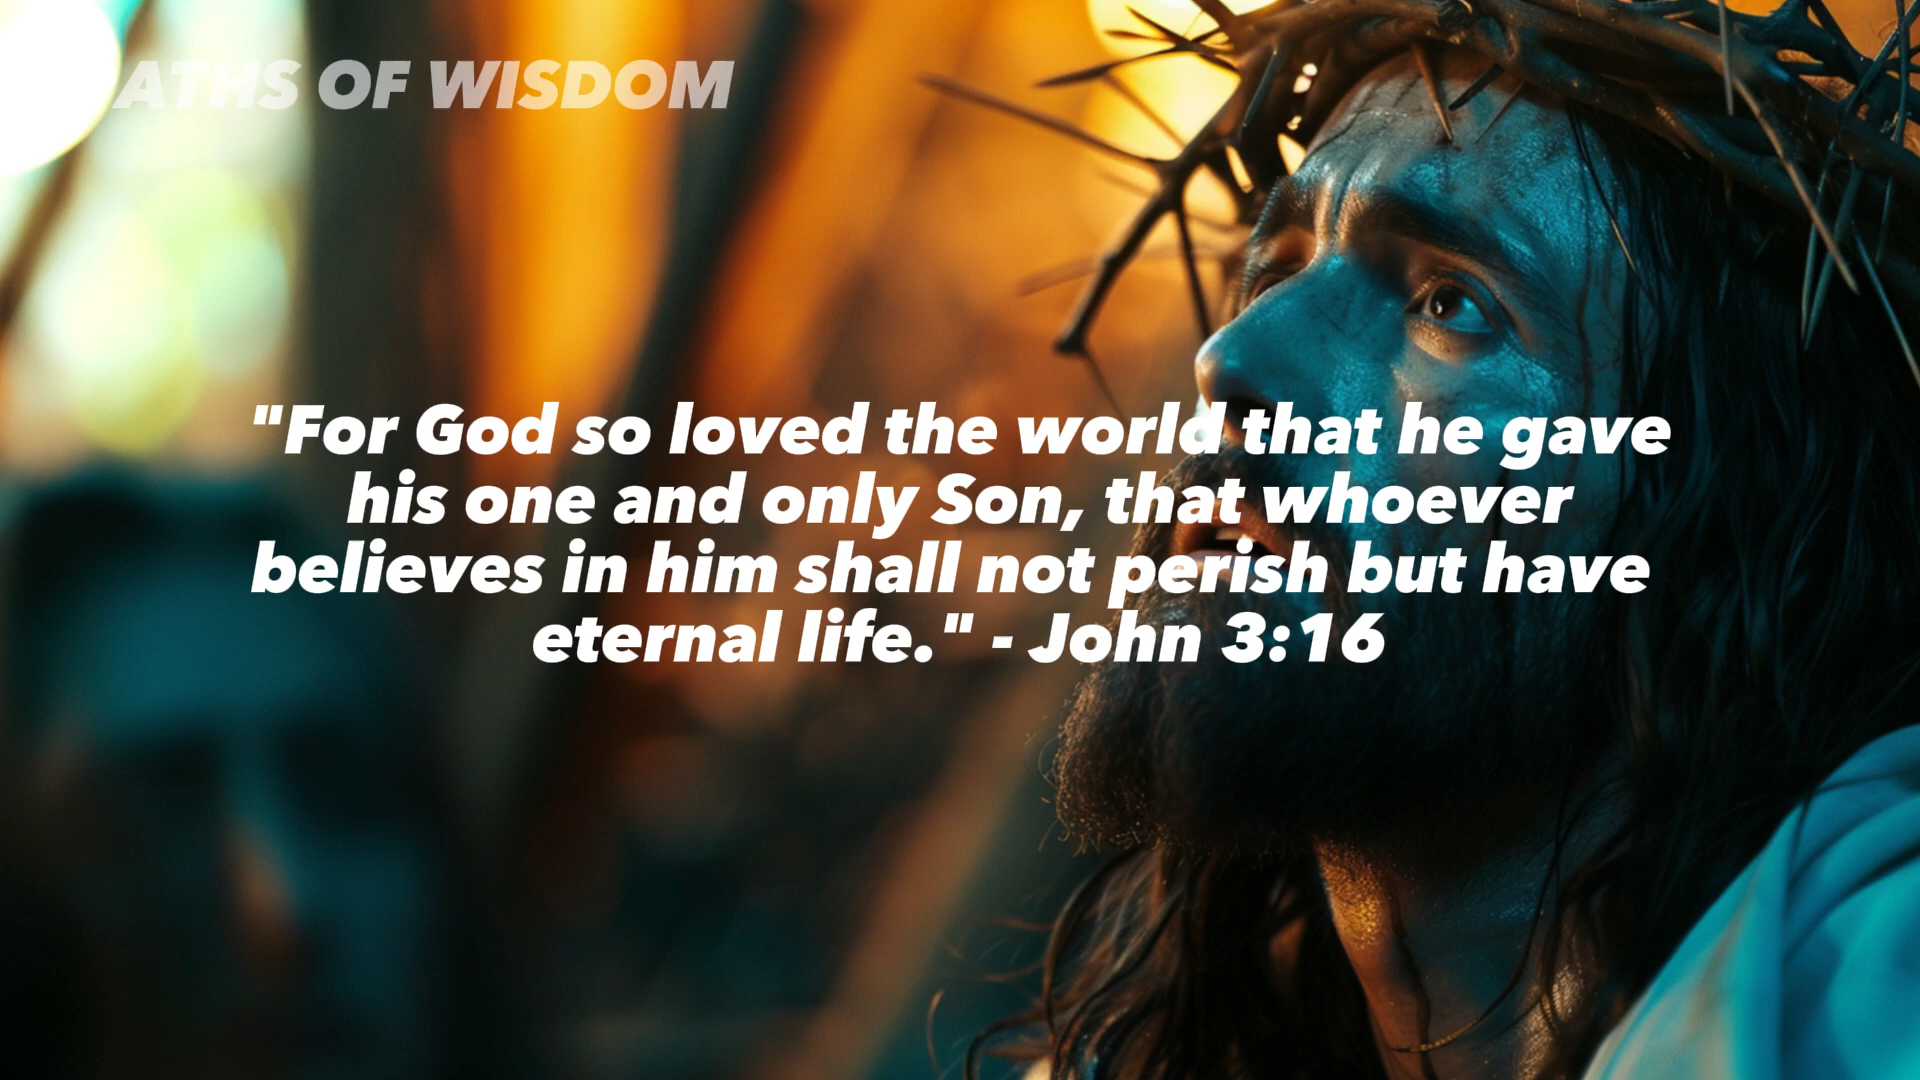 ATHS OF WISDOM
"For God so loved the world that he gave
his one and only Son, that whoever
believes in him shall not perish but have
eternal life." - John 3:16